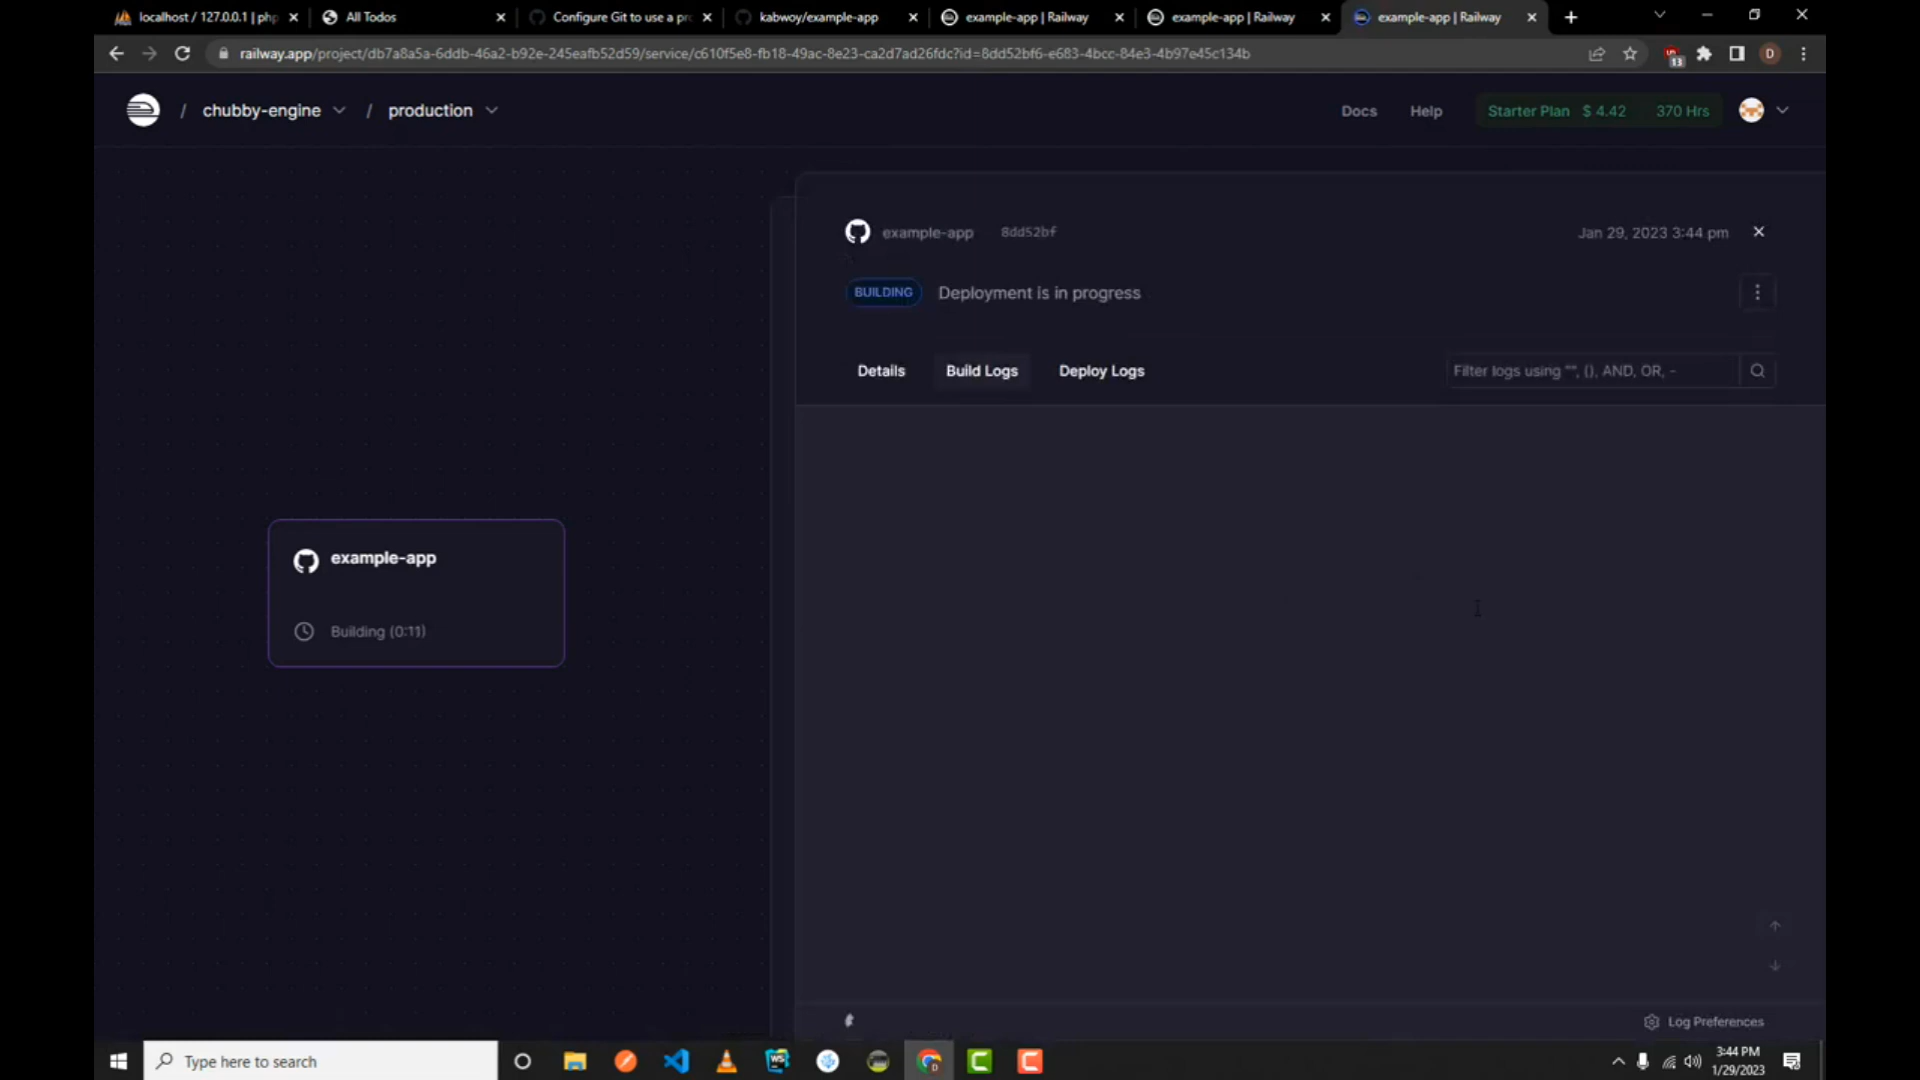 localhost / 127.0.0.1 | php
All Todos
Configure Git to use a pro
kabwoy/example-app
example-app | Railway
example-app | Railway
example-app | Railway
railway.app/project/db7a8a5a-6ddb-46a2-b92e-245eafb52d59/service/c610f5e8-fb18-49ac-8e23-ca2d7ad26fdc?id=8dd52bf6-e683-4bcc-84e3-4b97e45c134b
13
D
/ chubby-engine / production
Docs
Help
Starter Plan $ 4.42 370 Hrs
example-app 8dd52bf
Jan 29, 2023 3:44 pm
BUILDING Deployment is in progress
Details
Build Logs
Deploy Logs
Filter logs using "", (), AND, OR, -
example-app
Building (0:11)
Log Preferences
Type here to search
WS
D
3:44 PM
1/29/2023